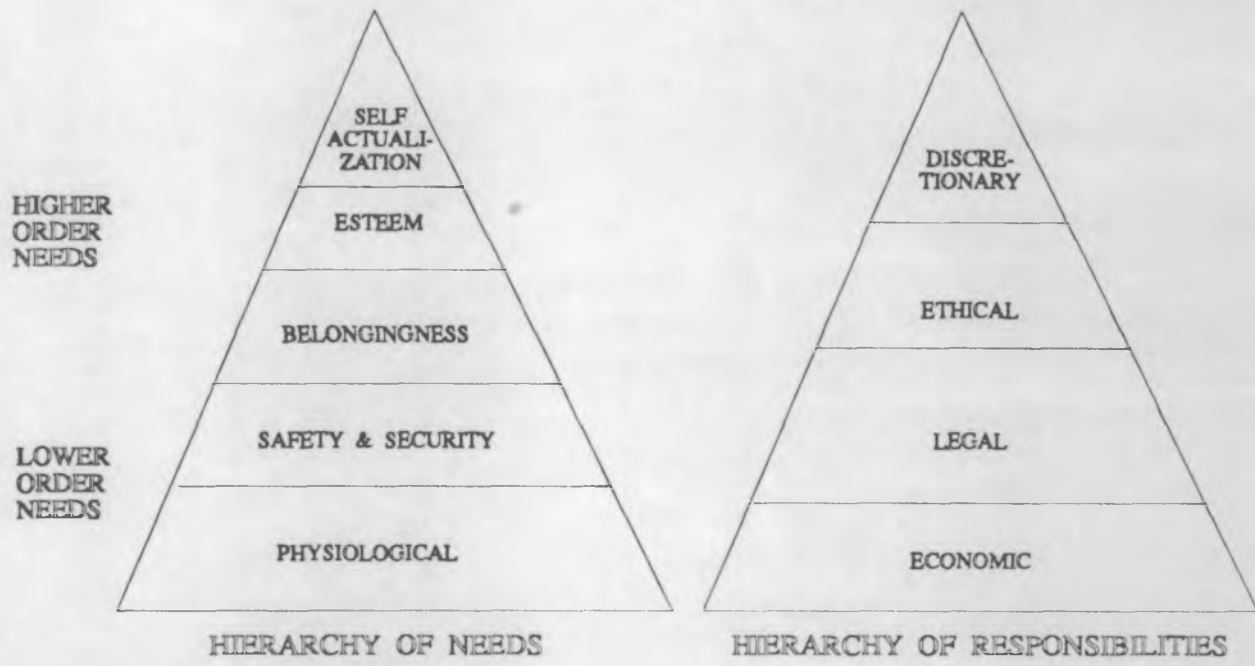 HIGHER
ORDER
NEEDS
LOWER
ORDER
NEEDS
SELF
ACTUALI-
ZATION
ESTEEM
BELONGINGNESS
SAFETY & SECURITY
PHYSIOLOGICAL
HIERARCHY OF NEEDS
DISCRE-
TIONARY
ETHICAL
LEGAL
ECONOMIC
HIERARCHY OF RESPONSIBILITIES